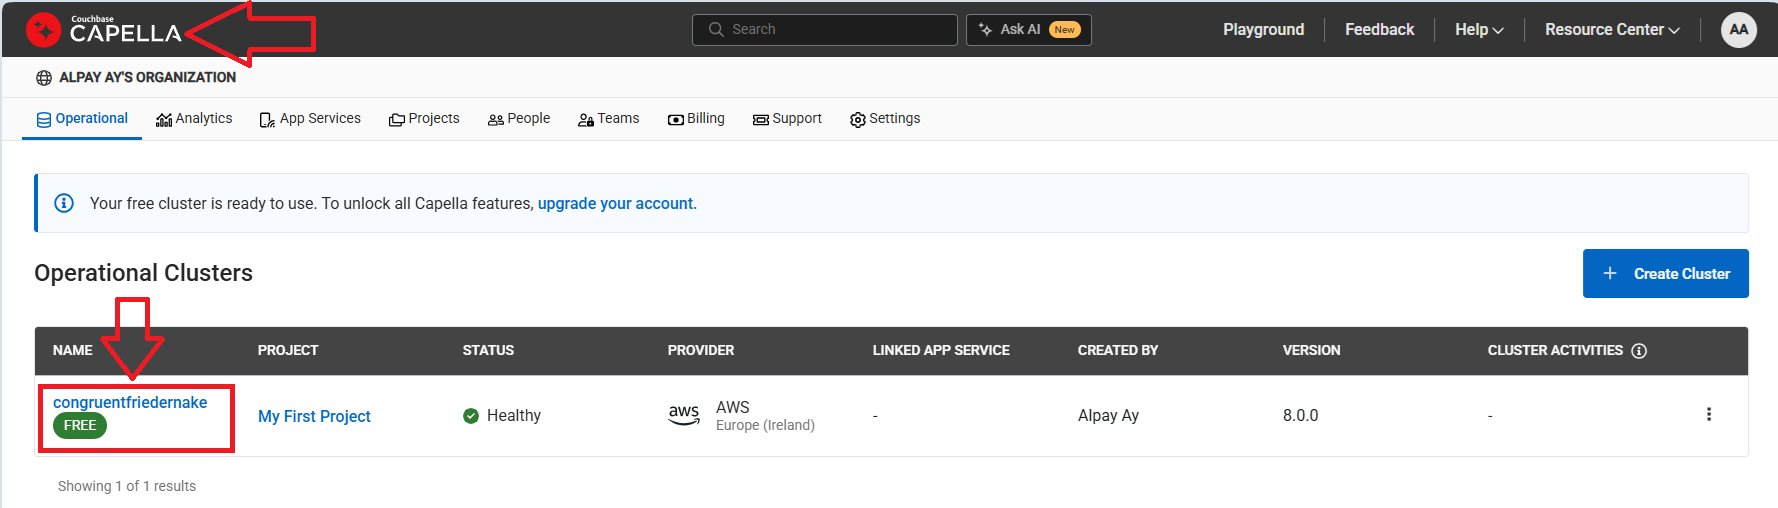 Couchbase
CAPELLA
Search
Ask AI New
Playground
Feedback
Help
Resource Center
AA
ALPAY AY'S ORGANIZATION
Operational
Analytics
App Services
Projects
People
Teams
Billing
Support
Settings
Your free cluster is ready to use. To unlock all Capella features, upgrade your account.
Operational Clusters
+ Create Cluster
NAME PROJECT STATUS PROVIDER LINKED APP SERVICE CREATED BY VERSION CLUSTER ACTIVITIES
congruentfriedernake
FREE
My First Project
Healthy
aws
AWS
Europe (Ireland)
-
Alpay Ay
8.0.0
-
Showing 1 of 1 results